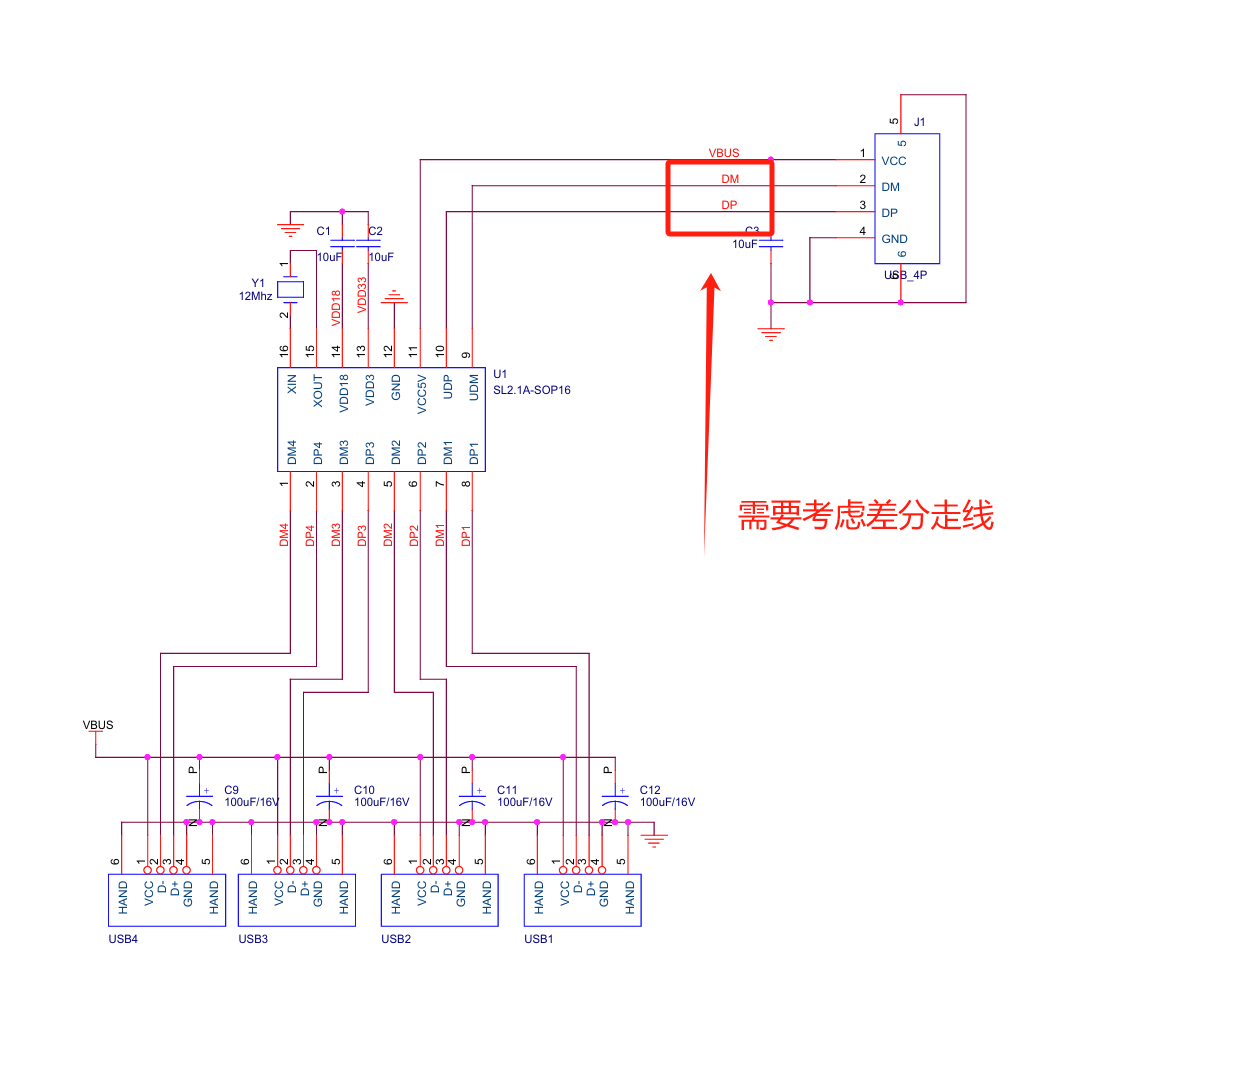 5
J1
5
VBUS
1
VCC
DM
2
DM
DP
3
DP
C3
4
GND
10uF
6
USB_4P
6
C1
C2
10uF
10uF
1
Y1
12Mhz
2
VDD18
VDD33
16
15
14
13
12
11
10
9
U1
SL2.1A-SOP16
XIN
XOUT
VDD18
VDD3
GND
VCC5V
UDP
UDM
DM4
DP4
DM3
DP3
DM2
DP2
DM1
DP1
1
2
3
4
5
6
7
8
需要考虑差分走线
DM4
DP4
DM3
DP3
DM2
DP2
DM1
DP1
VBUS
P
P
P
P
C9
100uF/16V
C10
100uF/16V
C11
100uF/16V
C12
100uF/16V
N
N
N
N
6
1
2
3
4
5
6
1
2
3
4
5
6
1
2
3
4
5
6
1
2
3
4
5
HAND
VCC
D-
D+
GND
HAND
HAND
VCC
D-
D+
GND
HAND
HAND
VCC
D-
D+
GND
HAND
HAND
VCC
D-
D+
GND
HAND
USB4
USB3
USB2
USB1